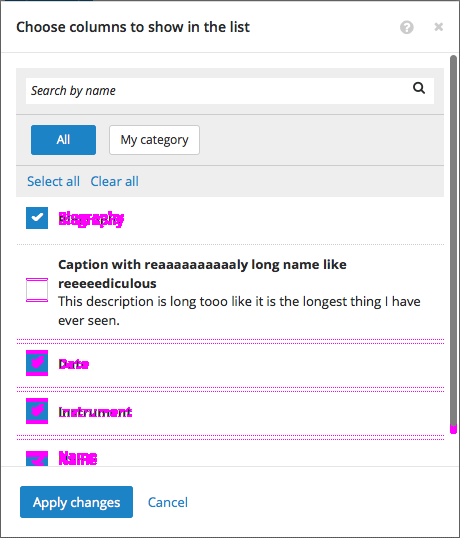 Choose columns to show in the list
?
Search by name
All
My category
Select all Clear all
Biography
Caption with reaaaaaaaaaaly long name like
reeeeediculous
This description is long tooo like it is the longest thing I have
ever seen.
Date
Instrument
Name
Apply changes
Cancel